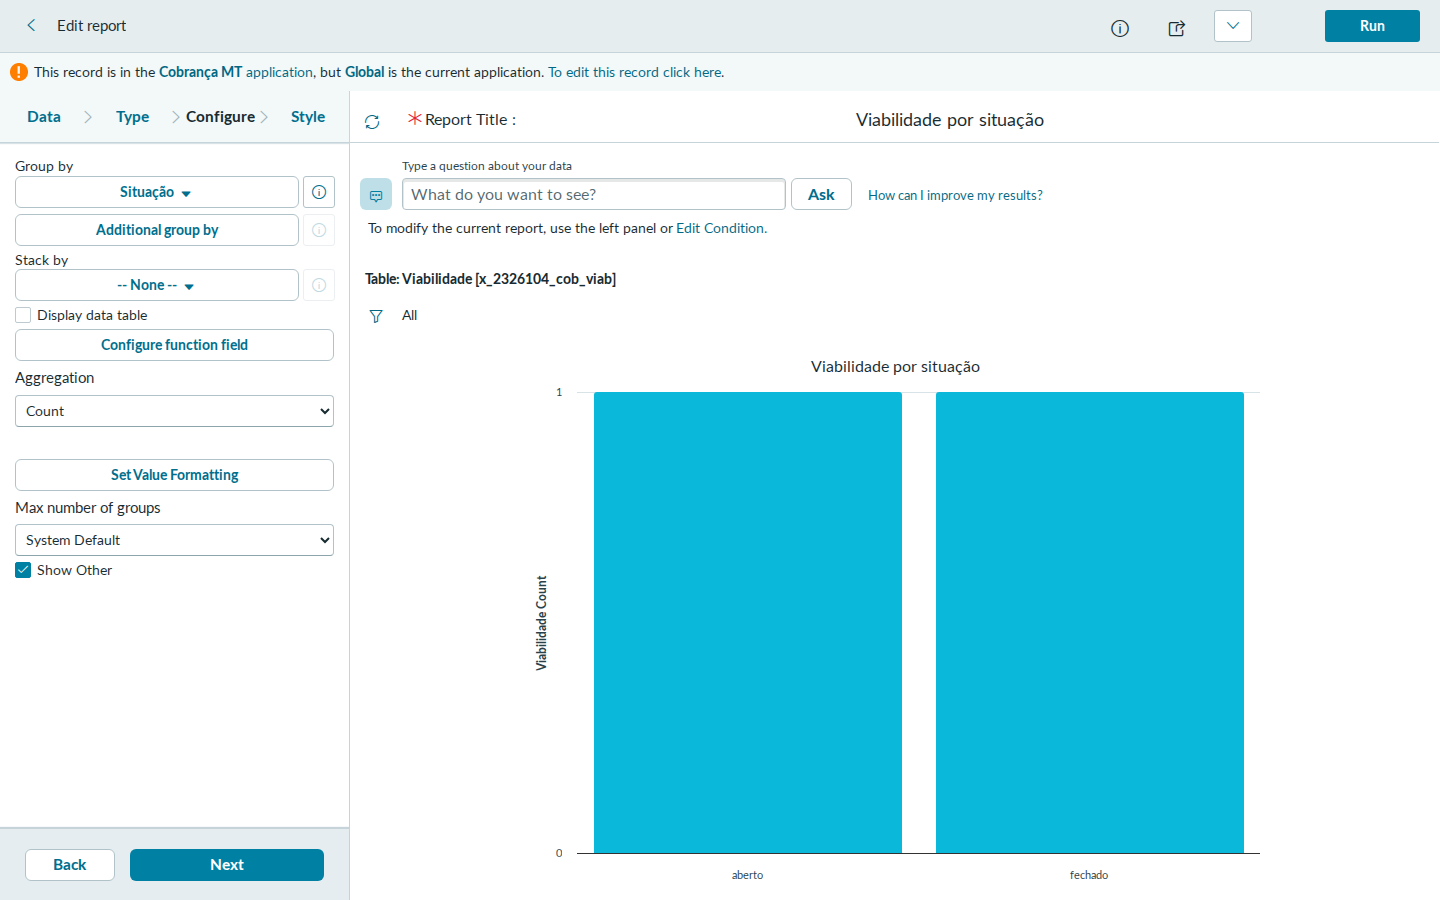 Edit report
Run
This record is in the Cobrança MT application, but Global is the current application. To edit this record click here.
Data
Type
Configure
Style
Report Title :
Viabilidade por situação
Group by
Situação
Additional group by
Stack by
-- None --
Display data table
Configure function field
Aggregation
Count
Set Value Formatting
Max number of groups
System Default
Show Other
Back
Next
Type a question about your data
What do you want to see?
Ask
How can I improve my results?
To modify the current report, use the left panel or Edit Condition.
Table: Viabilidade [x_2326104_cob_viab]
All
Viabilidade por situação
1
Viabilidade Count
0
aberto
fechado